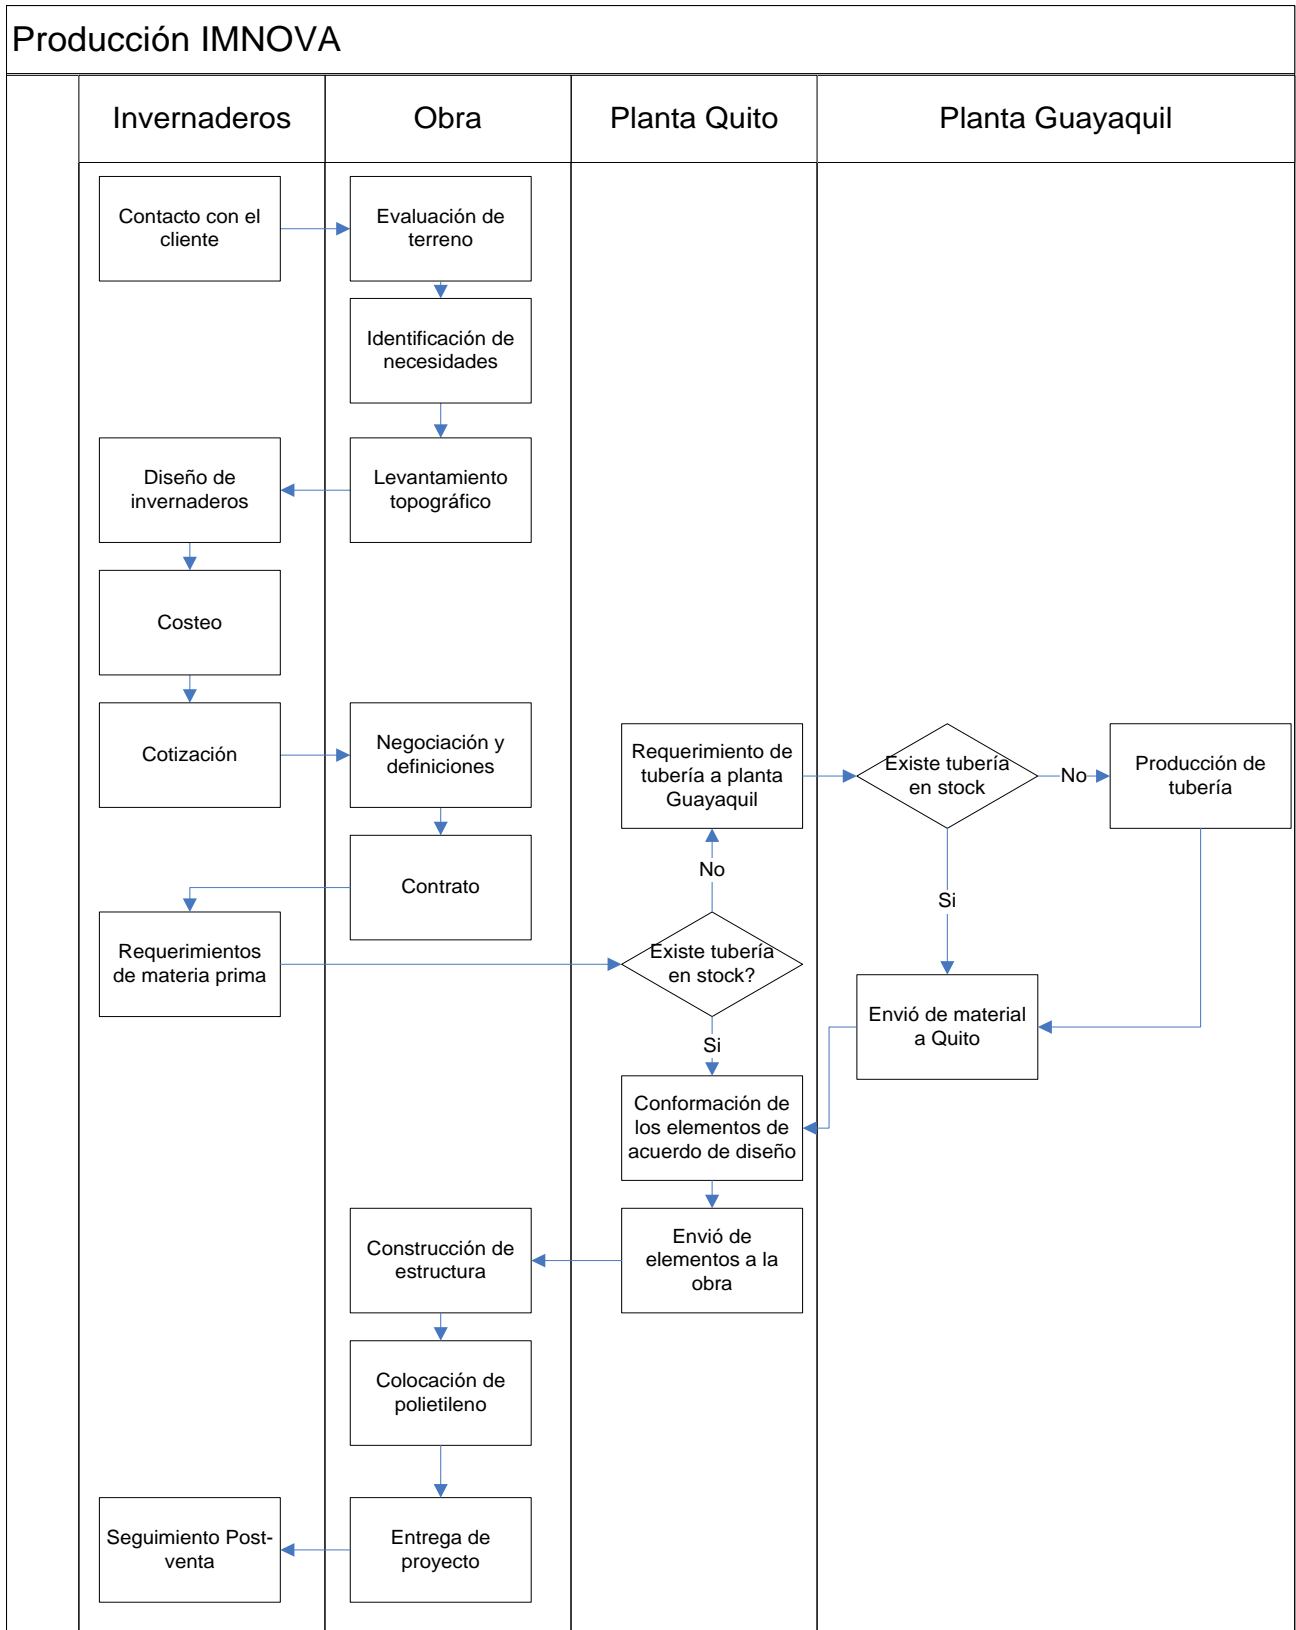 Producción IMNOVA
Invernaderos
Obra
Planta Quito
Planta Guayaquil
Contacto con el
cliente
Evaluación de
terreno
Identificación de
necesidades
Diseño de
invernaderos
Levantamiento
topográfico
Costeo
Cotización
Negociación y
definiciones
Requerimiento de
tubería a planta
Guayaquil
Existe tubería
en stock
No
Producción de
tubería
Contrato
No
Si
Requerimientos
de materia prima
Existe tubería
en stock?
Envió de material
a Quito
Si
Conformación de
los elementos de
acuerdo de diseño
Construcción de
estructura
Envió de
elementos a la
obra
Colocación de
polietileno
Seguimiento Post-
venta
Entrega de
proyecto